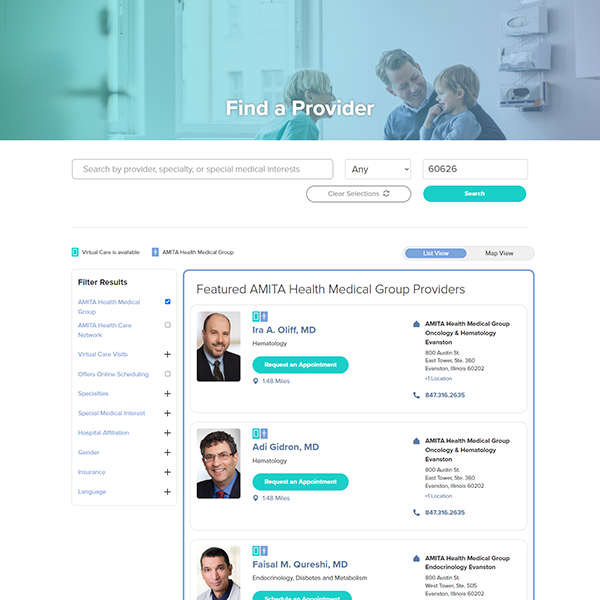 Find a Provider
Search by provider, specialty, or special medical interests
Any
60626
Clear Selections
Search
Virtual Care is available
AMITA Health Medical Group
List View
Map View
Filter Results
AMITA Health Medical
Group
AMITA Health Care
Network
Virtual Care Visits
Offers Online Scheduling
Specialties
Special Medical Interest
Hospital Affiliation
Gender
Insurance
Language
Featured AMITA Health Medical Group Providers
Ira A. Oliff, MD
Hematology
Request an Appointment
1.48 Miles
AMITA Health Medical Group
Oncology & Hematology
Evanston
800 Austin St.
East Tower, Ste. 360
Evanston, Illinois 60202
+1 Location
847.316.2635
Adi Gidron, MD
Hematology
Request an Appointment
1.48 Miles
AMITA Health Medical Group
Oncology & Hematology
Evanston
800 Austin St.
East Tower, Ste. 360
Evanston, Illinois 60202
+1 Location
847.316.2635
Faisal M. Qureshi, MD
Endocrinology, Diabetes and Metabolism
Schedule an Appointment
AMITA Health Medical Group
Endocrinology Evanston
800 Austin St.
West Tower, Ste. 505
Evanston, Illinois 60202